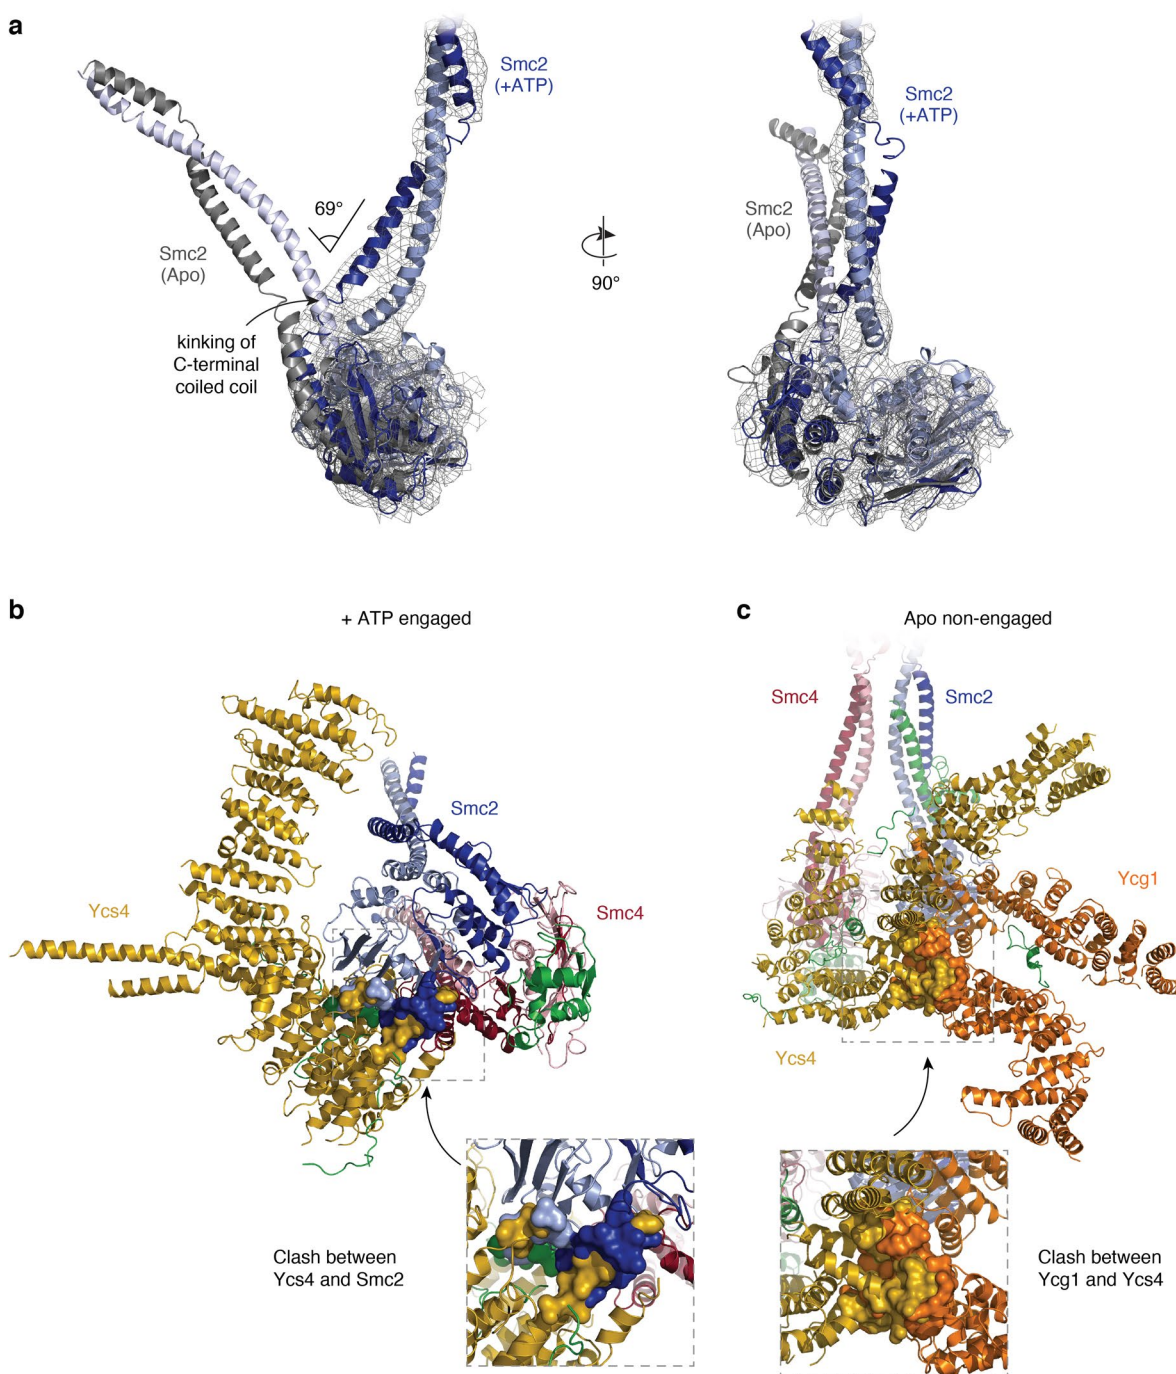 a
Smc2
(+ATP)
69°
Smc2
(Apo)
kinking of
C-terminal
coiled coil
90°
Smc2
(+ATP)
Smc2
(Apo)
b
+ ATP engaged
Ycs4
Smc2
Smc4
Clash between
Ycs4 and Smc2
c
Apo non-engaged
Smc4
Smc2
Ycg1
Ycs4
Clash between
Ycg1 and Ycs4